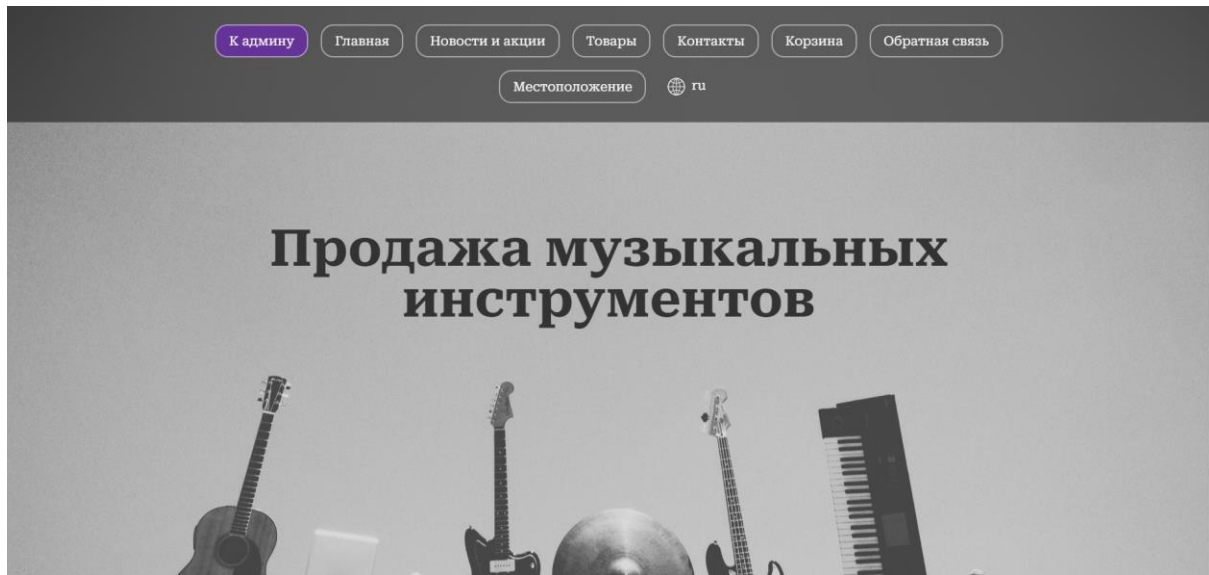 К админу Главная Новости и акции Товары Контакты Корзина Обратная связь
Местоположение ru
Продажа музыкальных
инструментов